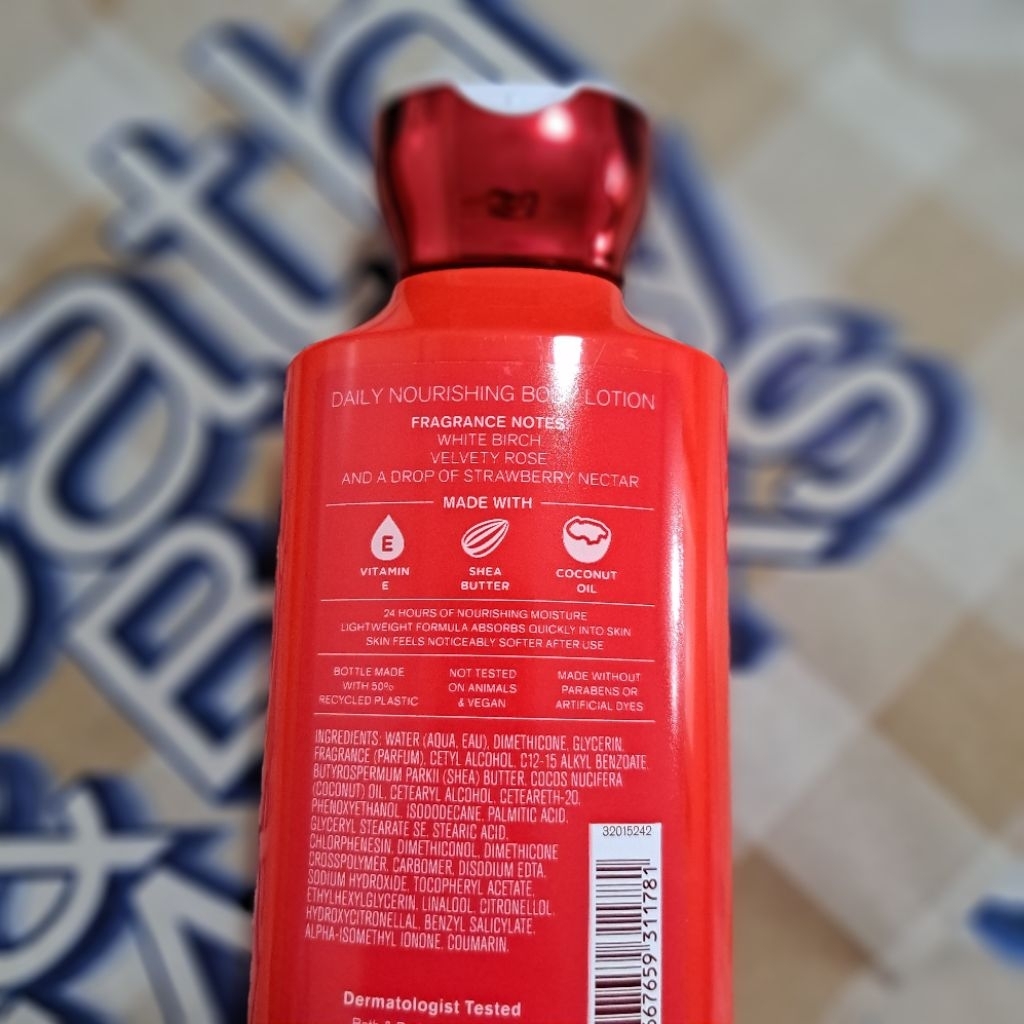 DAILY NOURISHING BODY LOTION
FRAGRANCE NOTES
WHITE BIRCH
VELVETY ROSE
AND A DROP OF STRAWBERRY NECTAR
MADE WITH
E
VITAMIN
E
SHEA
BUTTER
COCONUT
OIL
24 HOURS OF NOURISHING MOISTURE
LIGHTWEIGHT FORMULA ABSORBS QUICKLY INTO SKIN
SKIN FEELS NOTICEABLY SOFTER AFTER USE
BOTTLE MADE
WITH 50%
RECYCLED PLASTIC
NOT TESTED
ON ANIMALS
& VEGAN
MADE WITHOUT
PARABENS OR
ARTIFICIAL DYES
INGREDIENTS: WATER (AQUA, EAU), DIMETHICONE, GLYCERIN,
FRAGRANCE (PARFUM), CETYL ALCOHOL, C12-15 ALKYL BENZOATE,
BUTYROSPERMUM PARKII (SHEA) BUTTER, COCOS NUCIFERA
(COCONUT) OIL, CETEARYL ALCOHOL, CETEARETH-20,
PHENOXYETHANOL, ISODODECANE, PALMITIC ACID,
GLYCERYL STEARATE SE, STEARIC ACID,
CHLORPHENESIN, DIMETHICONOL, DIMETHICONE
CROSSPOLYMER, CARBOMER, DISODIUM EDTA,
SODIUM HYDROXIDE, TOCOPHERYL ACETATE,
ETHYLHEXYLGLYCERIN, LINALOOL, CITRONELLOL,
HYDROXYCITRONELLAL, BENZYL SALICYLATE,
ALPHA-ISOMETHYL IONONE, COUMARIN.
32015242
667659 311781
Dermatologist Tested
Bath &